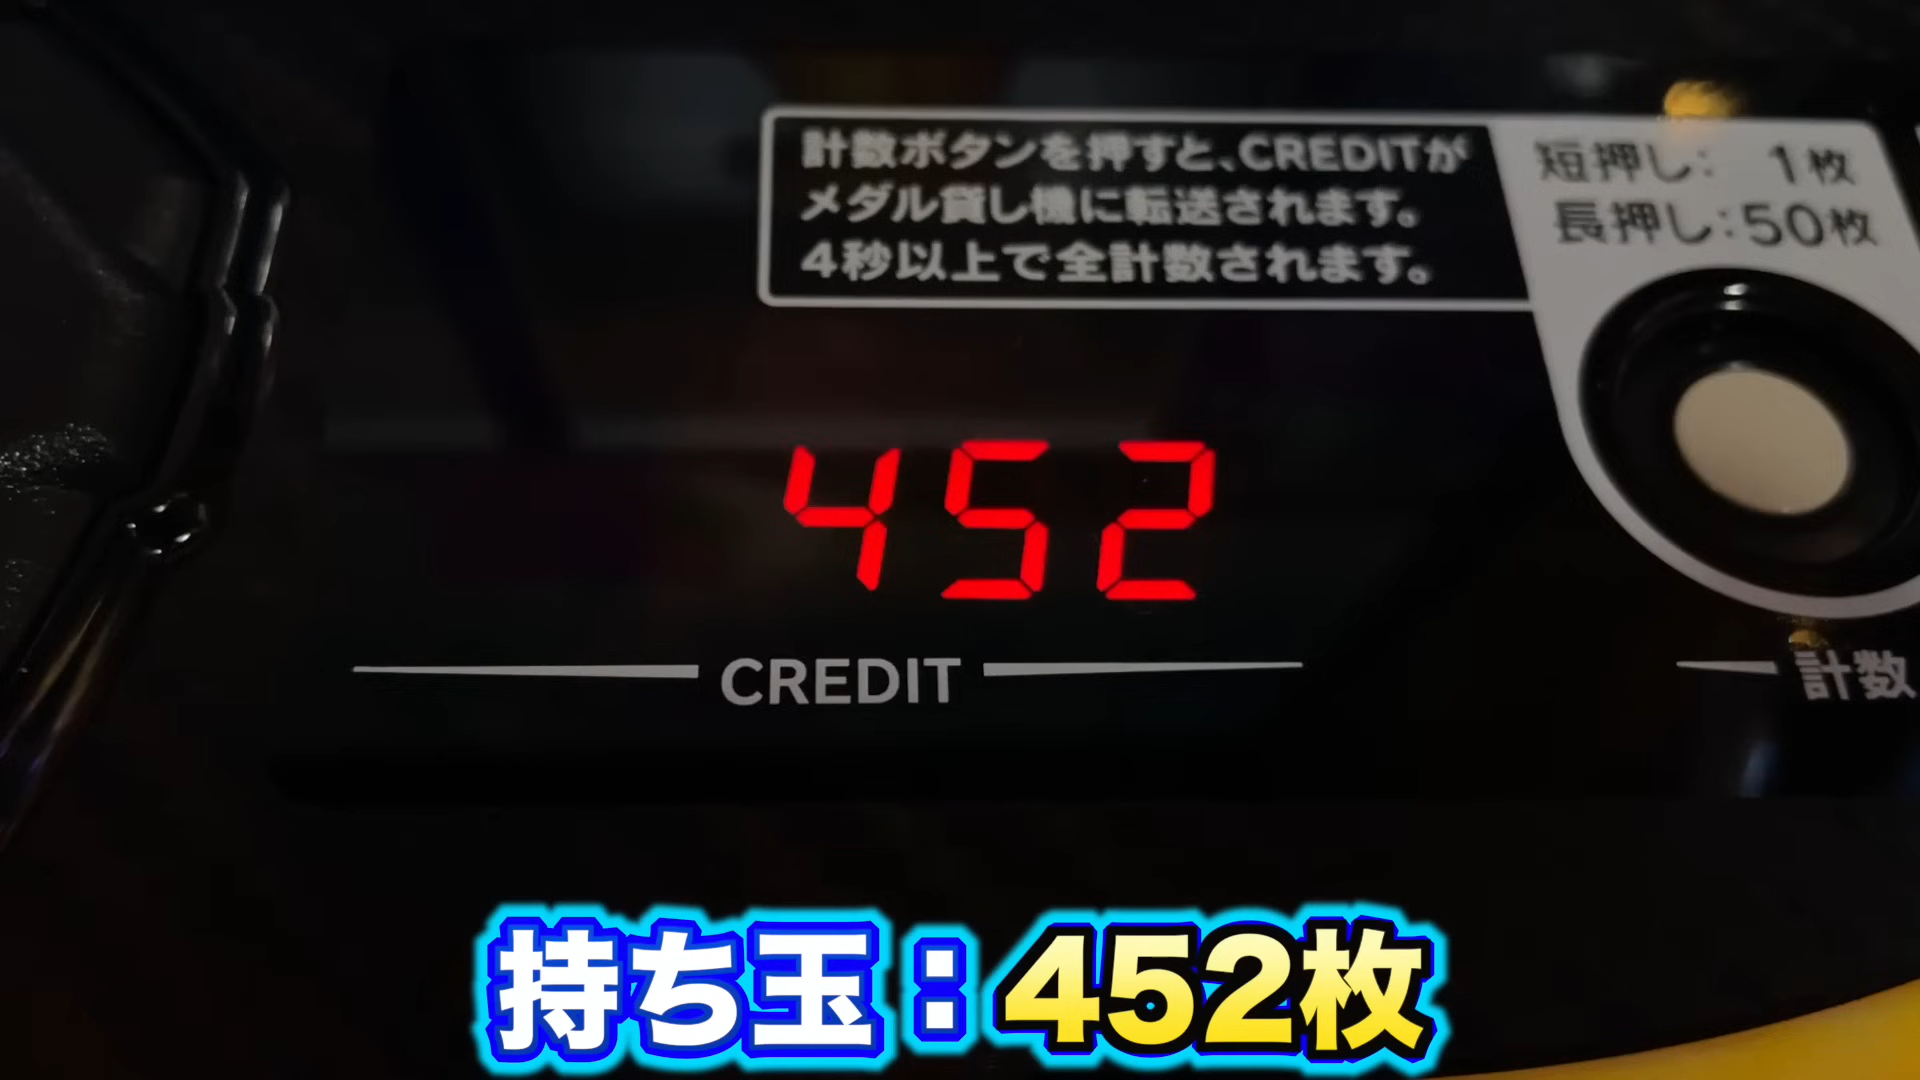 計数ボタンを押すと、CREDITが
メダル貸し機に転送されます。
4秒以上で全計数されます。
短押し: 1枚
長押し:50枚
452
CREDIT
計数
持ち玉：452枚